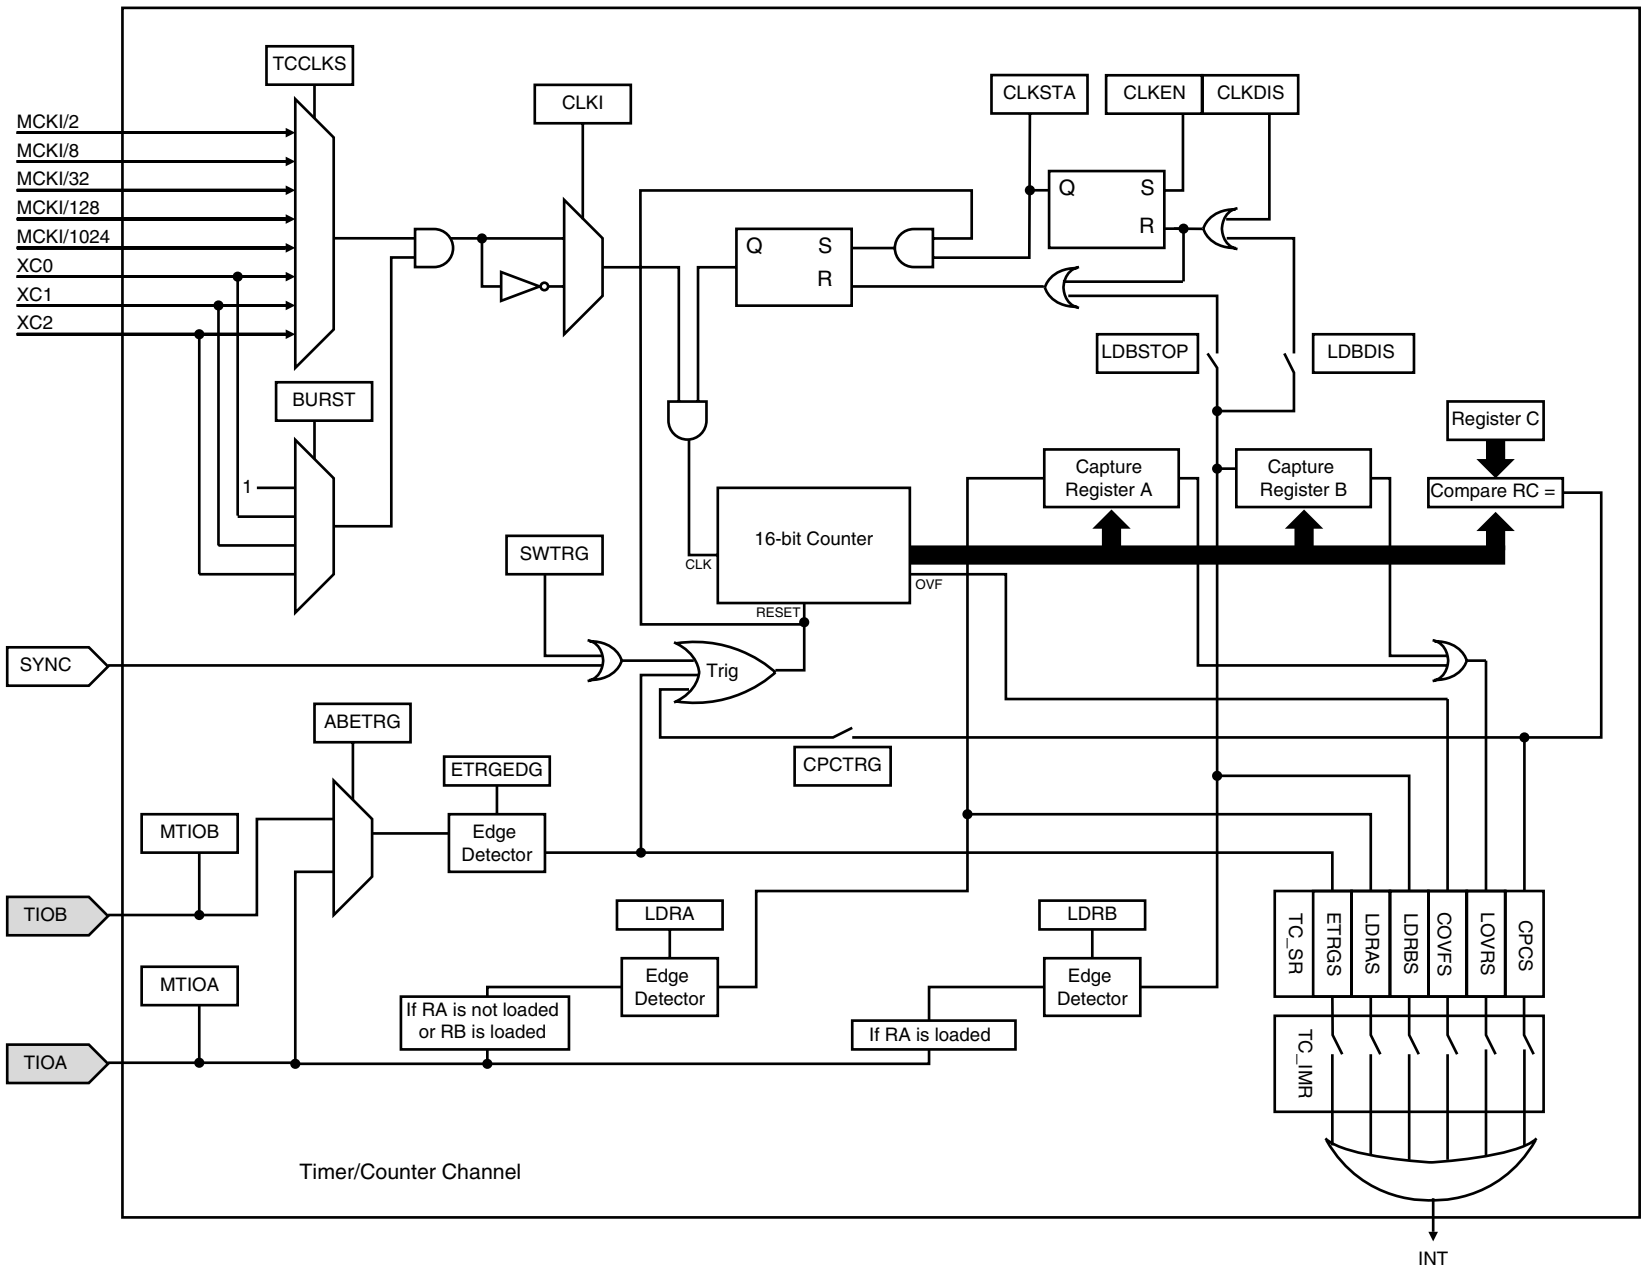 TCCLKS
CLKI
CLKSTA
CLKEN
CLKDIS
MCKI/2
MCKI/8
MCKI/32
MCKI/128
MCKI/1024
XC0
XC1
XC2
Q
S
R
Q
S
R
LDBSTOP
LDBDIS
BURST
1
Register C
Capture
Register A
Capture
Register B
Compare RC =
16-bit Counter
SWTRG
CLK
OVF
RESET
SYNC
Trig
ABETRG
CPCTRG
ETRGEDG
MTIOB
Edge
Detector
TIOB
LDRA
LDRB
TC_SR
ETRGS
LDRAS
LDRBS
COVFS
LOVRS
CPCS
MTIOA
Edge
Detector
Edge
Detector
If RA is not loaded
or RB is loaded
If RA is loaded
TIOA
TC_IMR
Timer/Counter Channel
INT